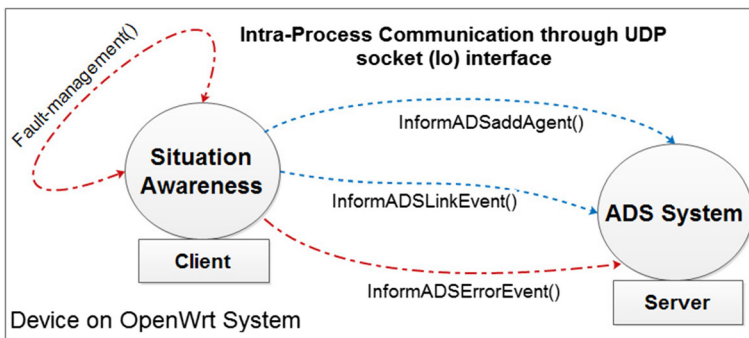 Intra-Process Communication through UDP
socket (lo) interface
Fault-management()
InformADSaddAgent()
Situation
Awareness
ADS System
InformADSLinkEvent()
Client
InformADSErrorEvent()
Server
Device on OpenWrt System